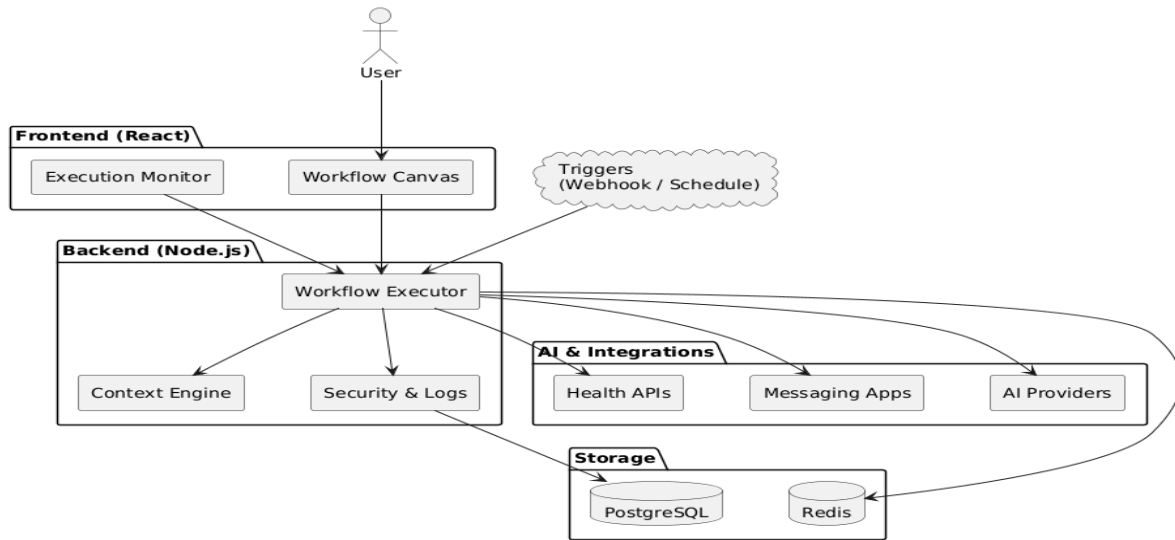 User
Frontend (React)
Execution Monitor
Workflow Canvas
Triggers
(Webhook / Schedule)
Backend (Node.js)
Workflow Executor
Context Engine
Security & Logs
AI & Integrations
Health APIs
Messaging Apps
AI Providers
Storage
PostgreSQL
Redis